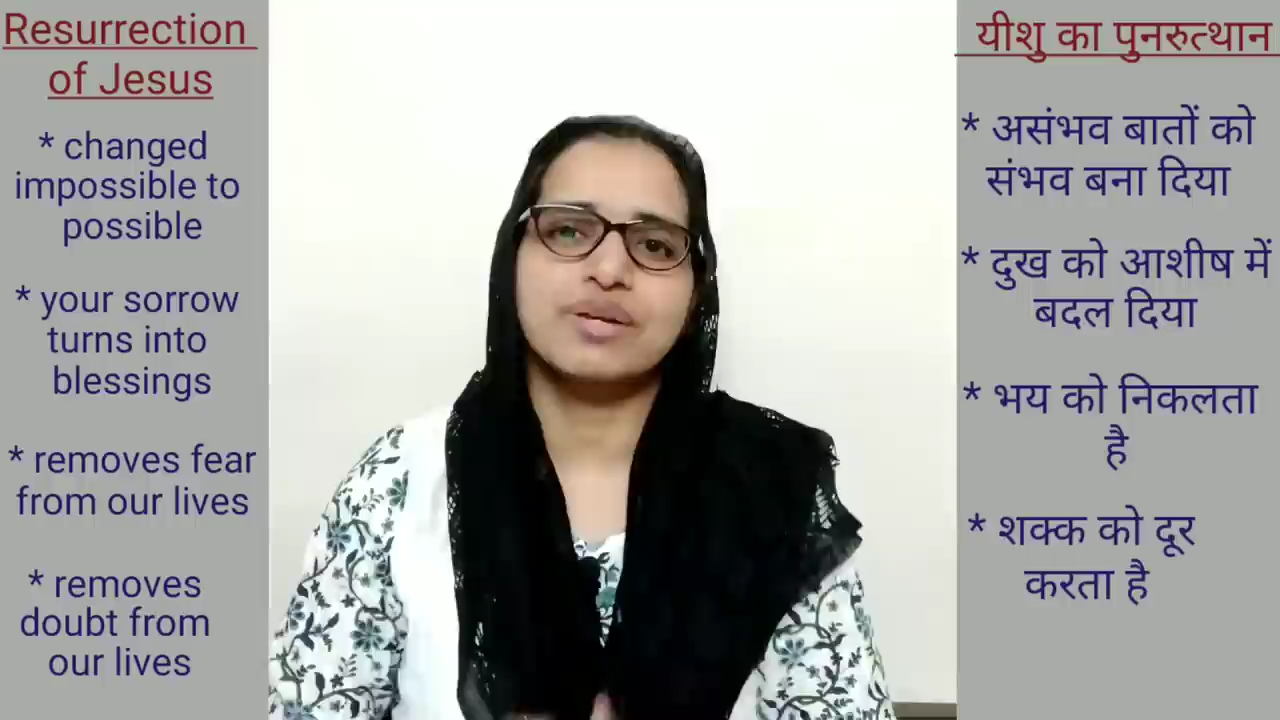 Resurrection
of Jesus
* changed
impossible to
possible
* your sorrow
turns into
blessings
* removes fear
from our lives
* removes
doubt from
our lives
यीशु का पुनरुत्थान
* असंभव बातों को
संभव बना दिया
* दुख को आशीष में
बदल दिया
* भय को निकलता
है
* शक्क को दूर
करता है